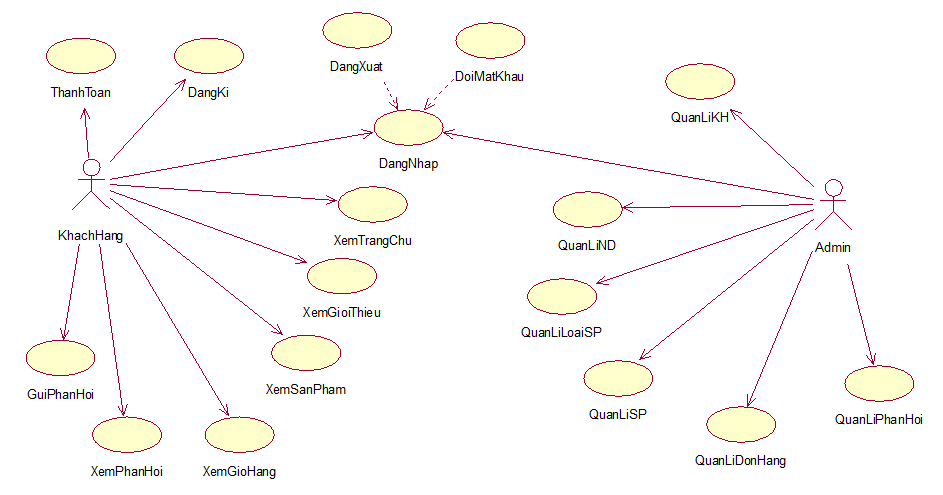 DangXuat
DoiMatKhau
ThanhToan
DangKi
QuanLiKH
DangNhap
KhachHang
XemTrangChu
QuanLiND
Admin
XemGioiThieu
QuanLiLoaiSP
GuiPhanHoi
XemSanPham
QuanLiSP
QuanLiPhanHoi
XemPhanHoi
XemGioHang
QuanLiDonHang